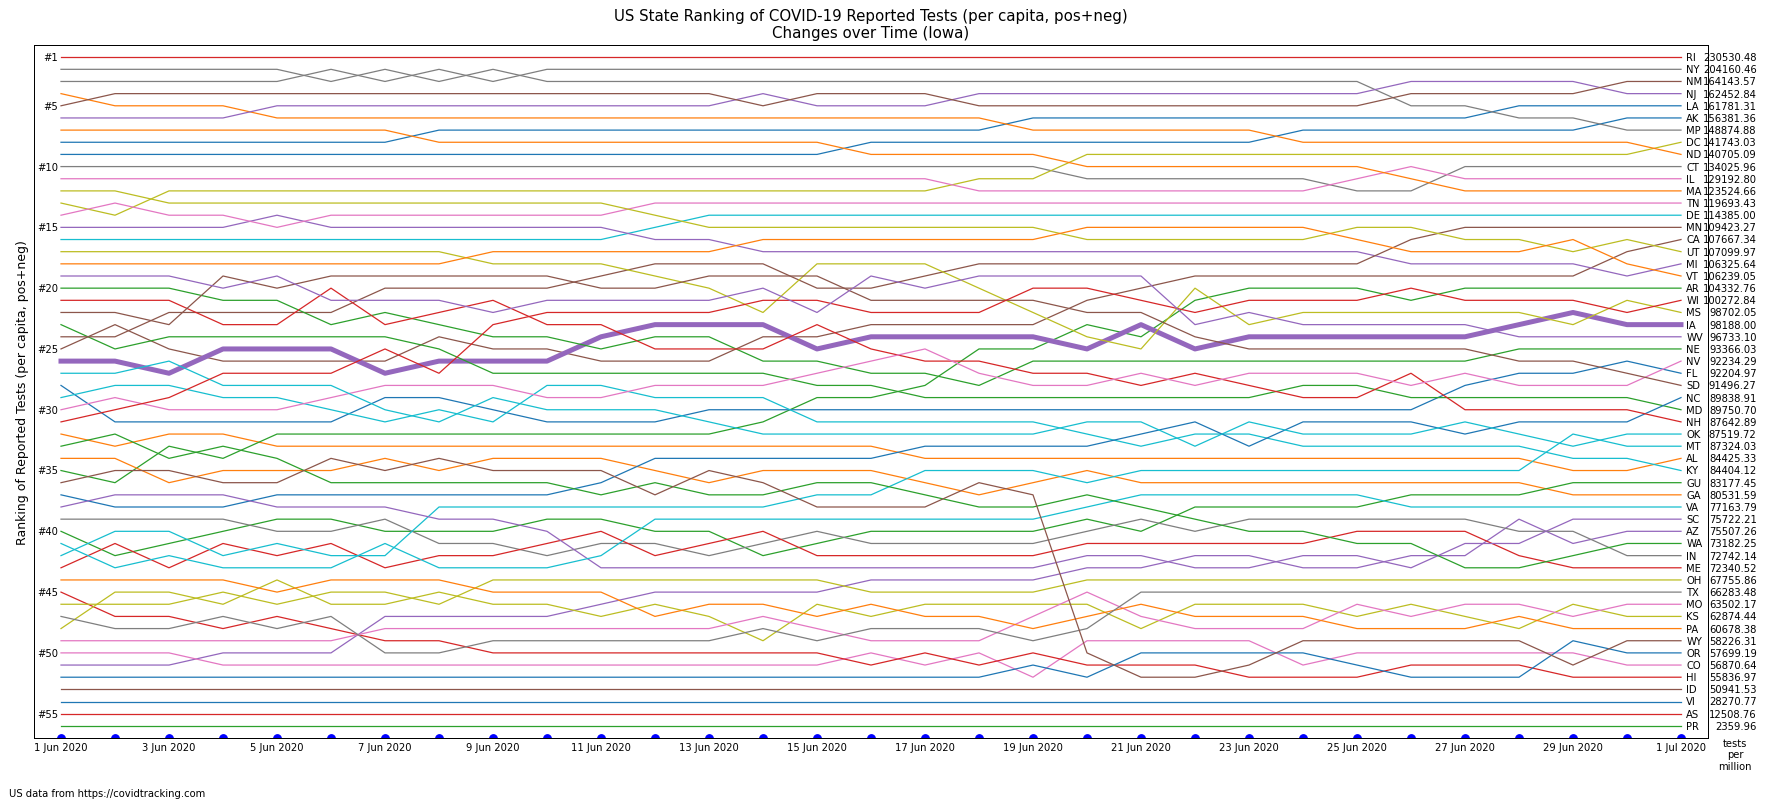 US State Ranking of COVID-19 Reported Tests (per capita, pos+neg)
Changes over Time (Iowa)
Ranking of Reported Tests (per capita, pos+neg)
#1
#5
#10
#15
#20
#25
#30
#35
#40
#45
#50
#55
RI 230530.48
NY 204160.46
NM 164143.57
NJ 162452.84
LA 161781.31
AK 156381.36
MP 148874.88
DC 141743.03
ND 140705.09
CT 134025.96
IL 129192.80
MA 123524.66
TN 119693.43
DE 114385.00
MN 109423.27
CA 107667.34
UT 107099.97
MI 106325.64
VT 106239.05
AR 104332.76
WI 100272.84
MS 98702.05
IA 98188.00
WV 96733.10
NE 93366.03
NV 92234.29
FL 92204.97
SD 91496.27
NC 89838.91
MD 89750.70
NH 87642.89
OK 87519.72
MT 87324.03
AL 84425.33
KY 84404.12
GU 83177.45
GA 80531.59
VA 77163.79
SC 75722.21
AZ 75507.26
WA 73182.25
IN 72742.14
ME 72340.52
OH 67755.86
TX 66283.48
MO 63502.17
KS 62874.44
PA 60678.38
WY 58226.31
OR 57699.19
CO 56870.64
HI 55836.97
ID 50941.53
VI 28270.77
AS 12508.76
PR 2359.96
1 Jun 2020 3 Jun 2020 5 Jun 2020 7 Jun 2020 9 Jun 2020 11 Jun 2020 13 Jun 2020 15 Jun 2020 17 Jun 2020 19 Jun 2020 21 Jun 2020 23 Jun 2020 25 Jun 2020 27 Jun 2020 29 Jun 2020 1 Jul 2020
tests
per
million
US data from https://covidtracking.com